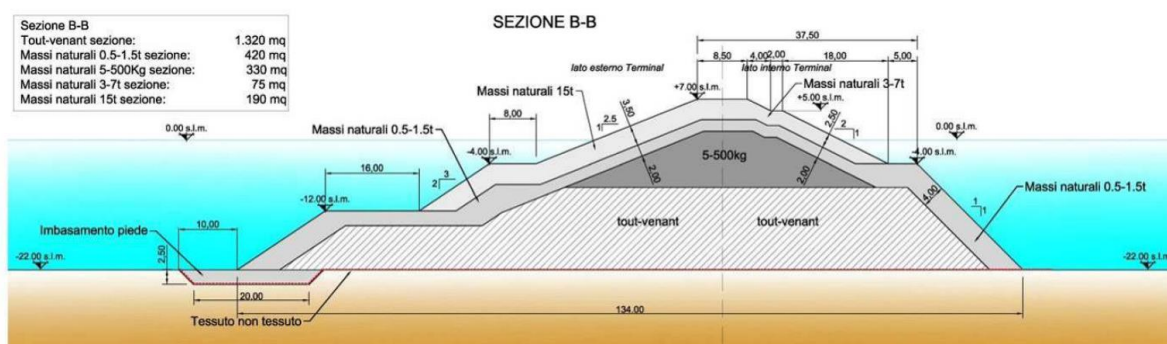 SEZIONE B-B
Sezione B-B
Tout-venant sezione: 1.320 mq
Massi naturali 0.5-1.5t sezione: 420 mq
Massi naturali 5-500Kg sezione: 330 mq
Massi naturali 3-7t sezione: 75 mq
Massi naturali 15t sezione: 190 mq
37,50
8,50 4,00 2,00 18,00 5,00
lato esterno Terminal lato interno Terminal
Massi naturali 15t
+7.00 s.l.m.
Massi naturali 3-7t
+5.00 s.l.m.
Massi naturali 0.5-1.5t
8,00
3,50
2.5
1
2,50
2
1
0.00 s.l.m.
0.00 s.l.m.
-4.00 s.l.m.
5-500kg
-4.00 s.l.m.
16,00
3
2
2,00
2,00
-12.00 s.l.m.
4,00
1
1
Massi naturali 0.5-1.5t
Imbasamento piede
10,00
tout-venant tout-venant
-22.00 s.l.m.
2,50
-22.00 s.l.m.
20.00
Tessuto non tessuto
134.00